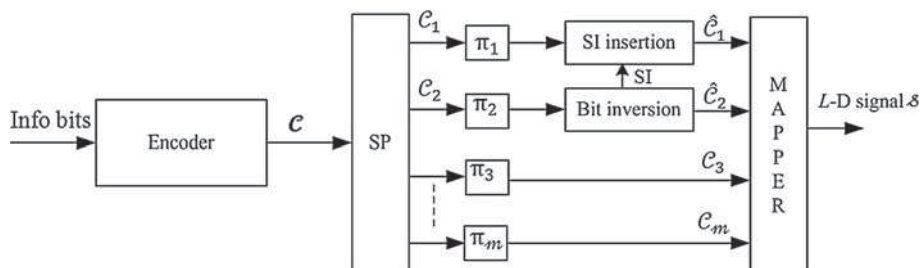 Info bits
Encoder
𝒞
SP
𝒞₁
π₁
SI insertion
𝒞̂₁
SI
𝒞₂
π₂
Bit inversion
𝒞̂₂
π₃
𝒞₃
πₘ
𝒞ₘ
MAPPER
L-D signal 𝓢